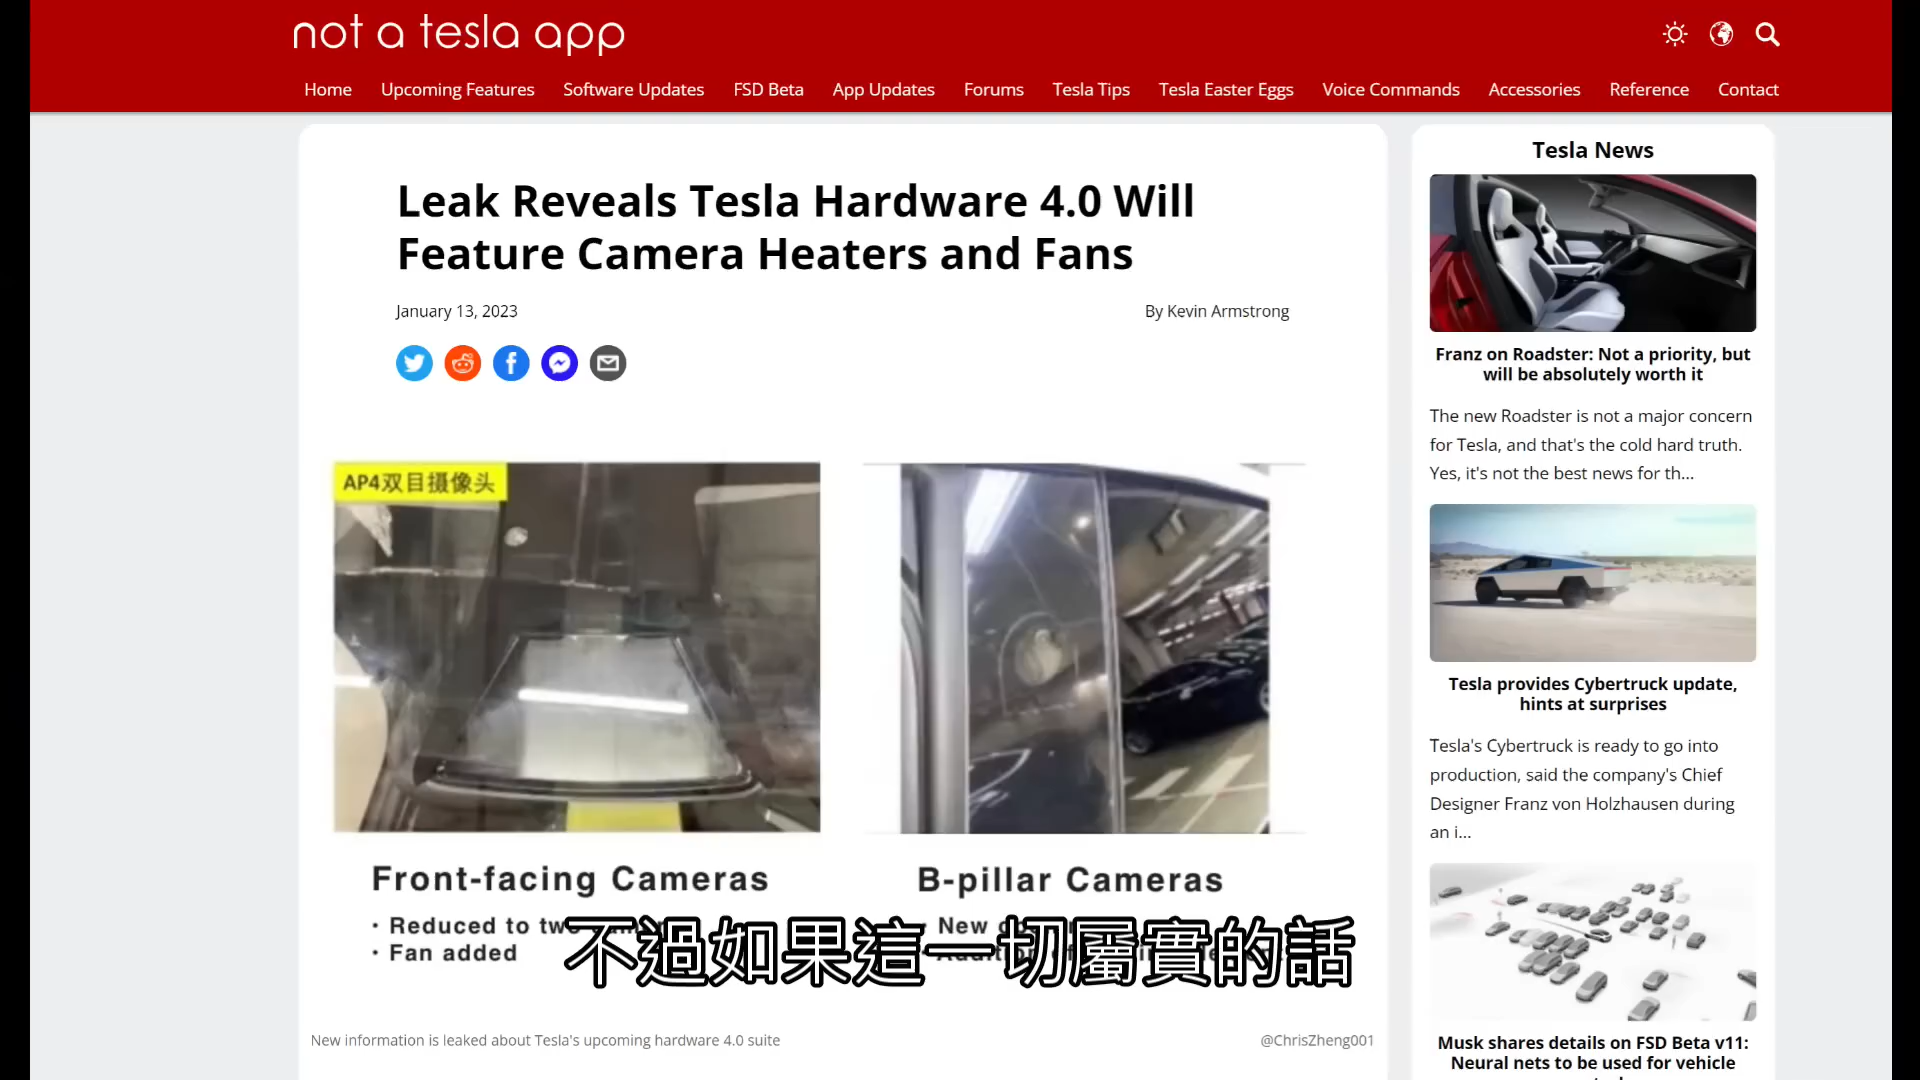 not a tesla app
Home Upcoming Features Software Updates FSD Beta App Updates Forums Tesla Tips Tesla Easter Eggs Voice Commands Accessories Reference Contact
Leak Reveals Tesla Hardware 4.0 Will
Feature Camera Heaters and Fans
January 13, 2023
By Kevin Armstrong
AP4双目摄像头
Front-facing Cameras
· Reduced to two
· Fan added
B-pillar Cameras
· New
不過如果這一切屬實的話
New information is leaked about Tesla's upcoming hardware 4.0 suite
@ChrisZheng001
Tesla News
Franz on Roadster: Not a priority, but
will be absolutely worth it
The new Roadster is not a major concern
for Tesla, and that's the cold hard truth.
Yes, it's not the best news for th...
Tesla provides Cybertruck update,
hints at surprises
Tesla's Cybertruck is ready to go into
production, said the company's Chief
Designer Franz von Holzhausen during
an i...
Musk shares details on FSD Beta v11:
Neural nets to be used for vehicle